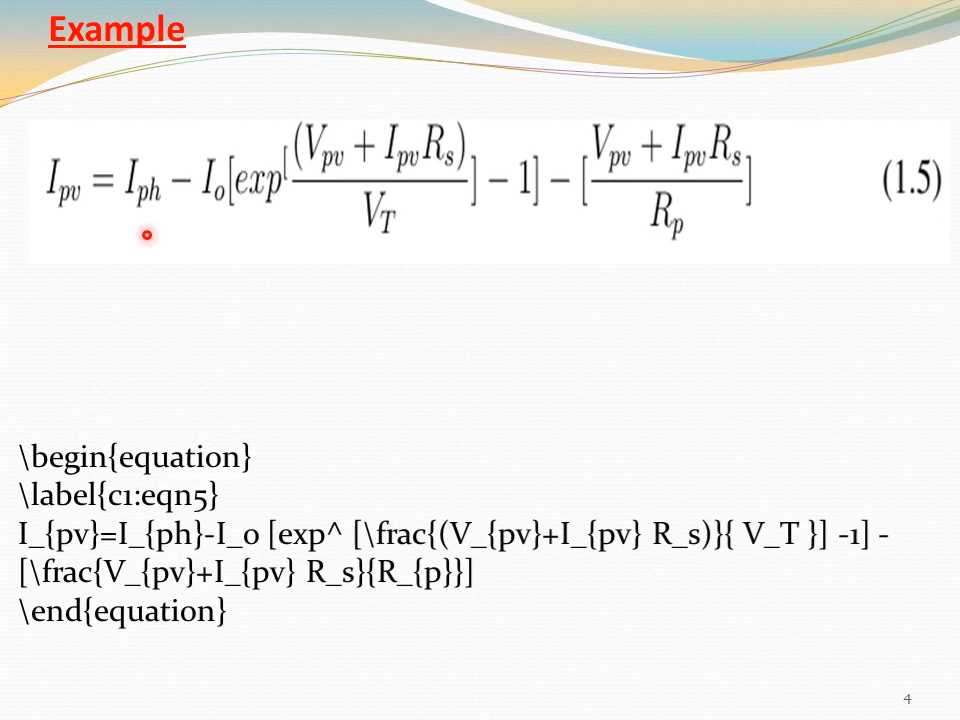 Example
I_{pv} = I_{ph} - I_o[exp^[\frac{(V_{pv} + I_{pv}R_s)}{V_T}] - 1] - [\frac{V_{pv} + I_{pv}R_s}{R_p}] (1.5)
\begin{equation}
\label{c1:eqn5}
I_{pv}=I_{ph}-I_o [exp^ [\frac{(V_{pv}+I_{pv} R_s)}{ V_T }] -1] -
[\frac{V_{pv}+I_{pv} R_s}{R_{p}}]
\end{equation}
4